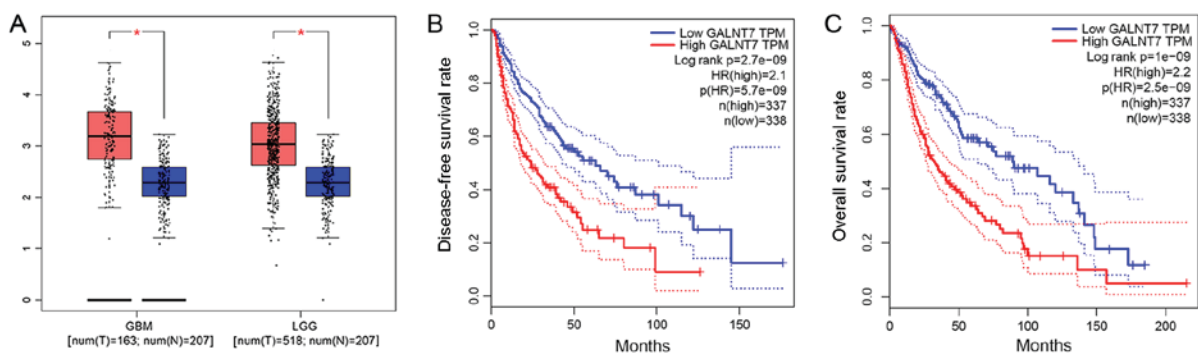 A
5
4
3
2
1
0
GBM
[num(T)=163; num(N)=207]
LGG
[num(T)=518; num(N)=207]
*
*
B
Disease-free survival rate
1.0
0.8
0.6
0.4
0.2
0.0
Low GALNT7 TPM
High GALNT7 TPM
Log rank p=2.7e−09
HR(high)=2.1
p(HR)=5.7e−09
n(high)=337
n(low)=338
0
50
100
150
Months
C
Overall survival rate
1.0
0.8
0.6
0.4
0.2
0.0
Low GALNT7 TPM
High GALNT7 TPM
Log rank p=1e−09
HR(high)=2.2
p(HR)=2.5e−09
n(high)=337
n(low)=338
0
50
100
150
200
Months